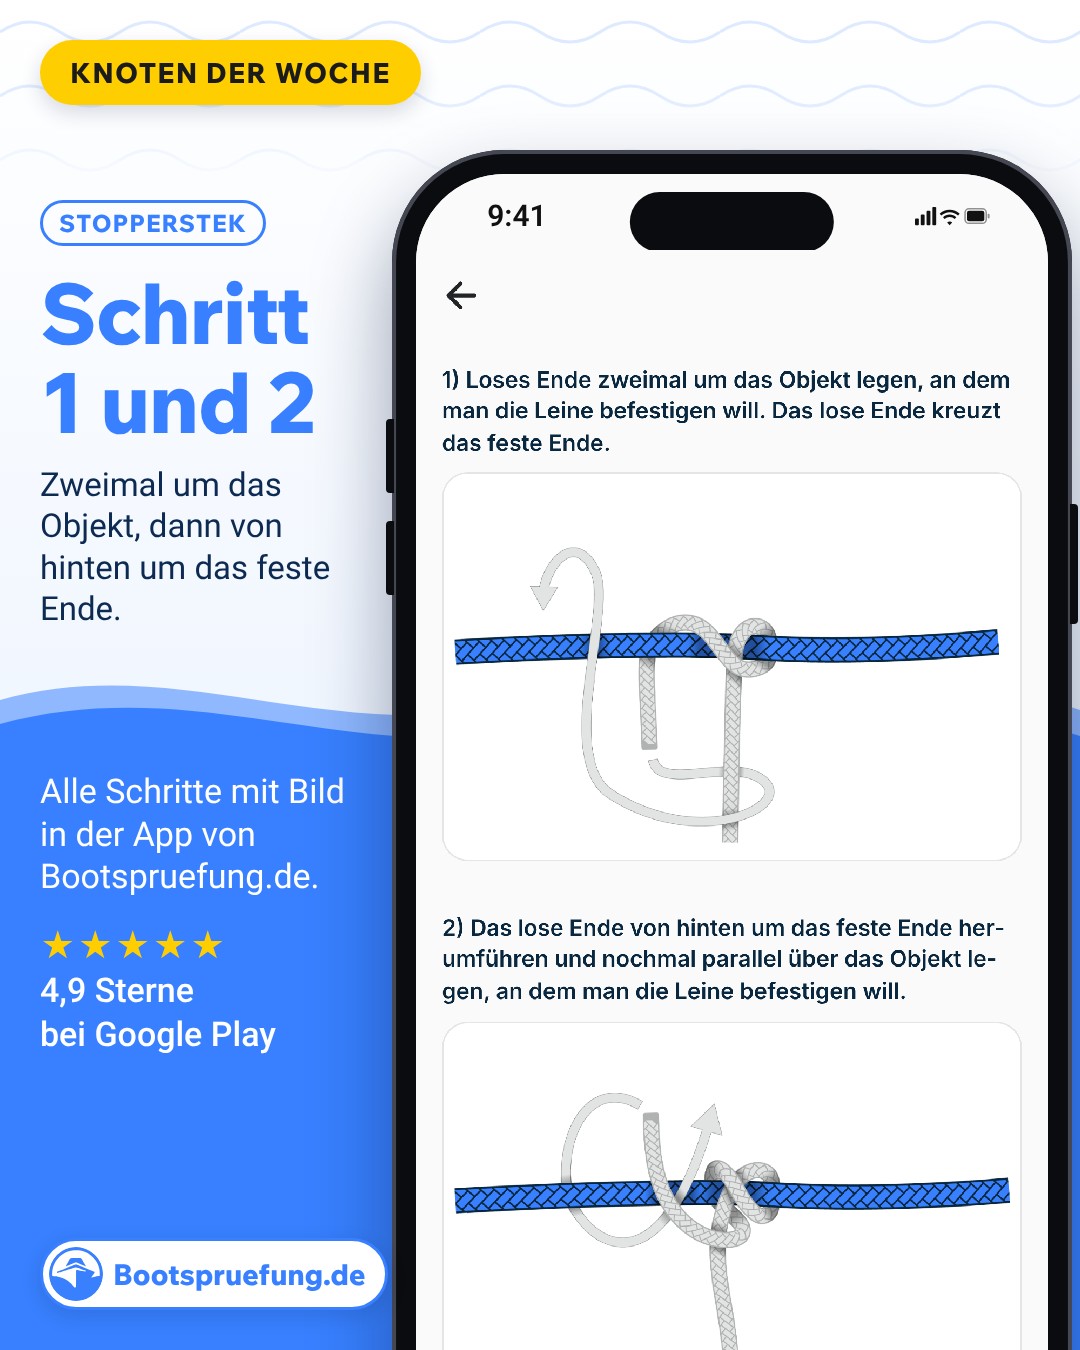 KNOTEN DER WOCHE
STOPPERSTEK
Schritt
1 und 2
Zweimal um das
Objekt, dann von
hinten um das feste
Ende.
Alle Schritte mit Bild
in der App von
Bootspruefung.de.
★★★★★
4,9 Sterne
bei Google Play
Bootspruefung.de
9:41
1) Loses Ende zweimal um das Objekt legen, an dem
man die Leine befestigen will. Das lose Ende kreuzt
das feste Ende.
2) Das lose Ende von hinten um das feste Ende her-
umführen und nochmal parallel über das Objekt le-
gen, an dem man die Leine befestigen will.